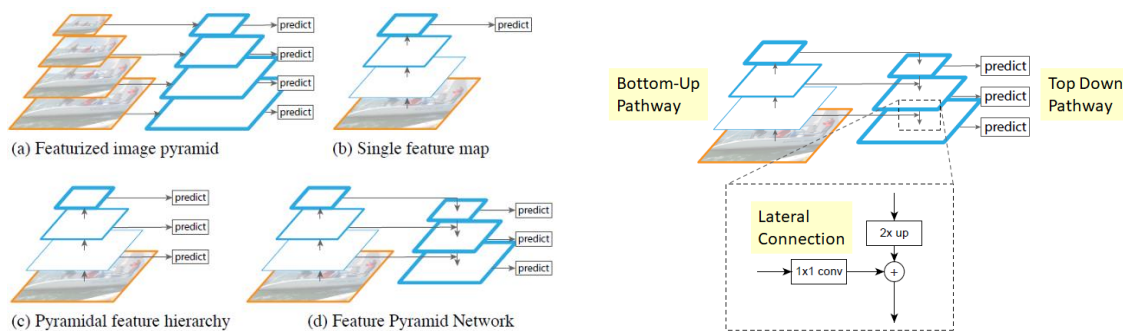 predict
predict
predict
predict
(a) Featurized image pyramid
predict
(b) Single feature map
predict
predict
predict
(c) Pyramidal feature hierarchy
predict
predict
predict
(d) Feature Pyramid Network
Bottom-Up
Pathway
predict
predict
predict
Top Down
Pathway
Lateral
Connection
2x up
1x1 conv
+